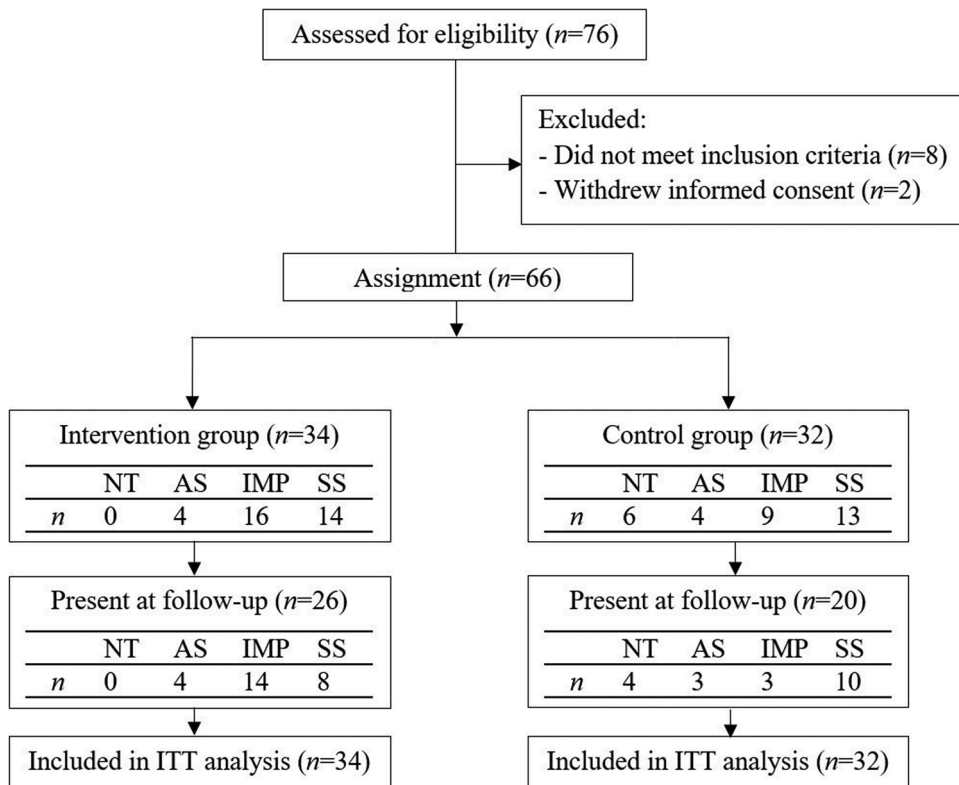 Assessed for eligibility (n=76)
Excluded:
- Did not meet inclusion criteria (n=8)
- Withdrew informed consent (n=2)
Assignment (n=66)
Intervention group (n=34)
NT AS IMP SS
n 0 4 16 14
Control group (n=32)
NT AS IMP SS
n 6 4 9 13
Present at follow-up (n=26)
NT AS IMP SS
n 0 4 14 8
Present at follow-up (n=20)
NT AS IMP SS
n 4 3 3 10
Included in ITT analysis (n=34)
Included in ITT analysis (n=32)